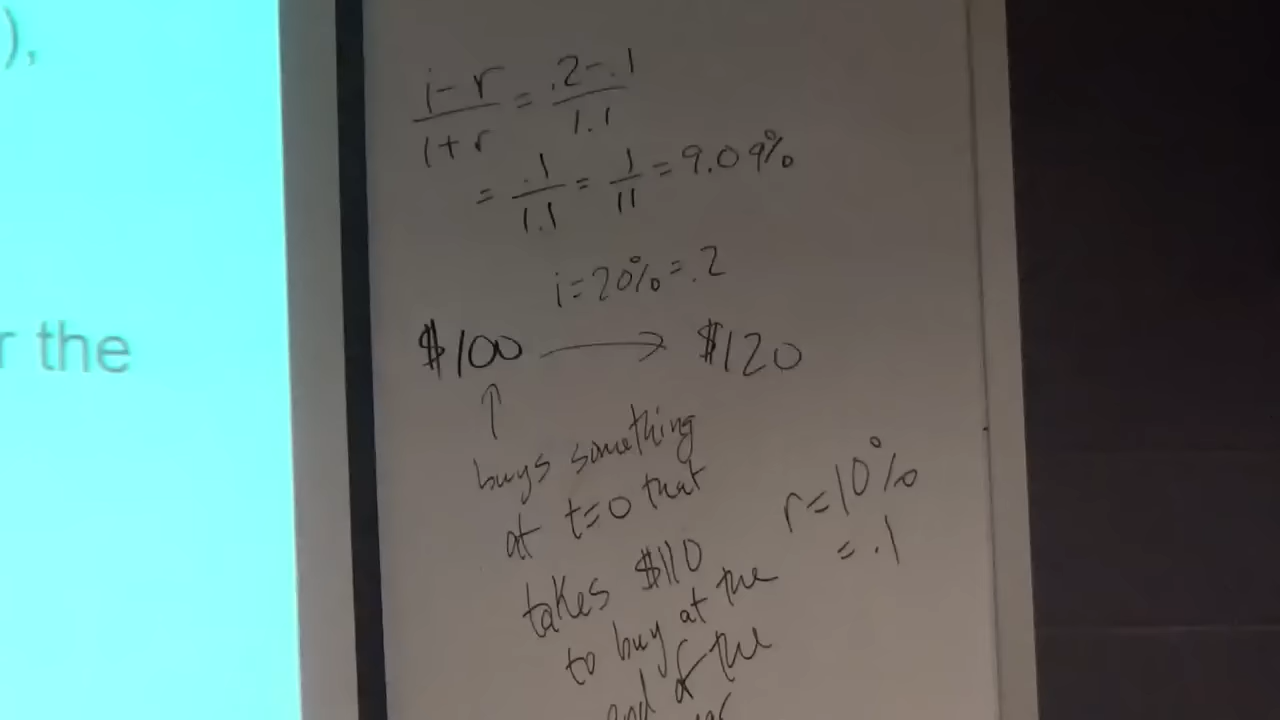 ),
r the
i-r/1+r = .2-.1/1.1
= .1/1.1 = 1/11 = 9.09%
i=20%=.2
$100 → $120
↑
buys something
at t=0 that
takes $110
to buy at the
end of the
r=10%
=.1